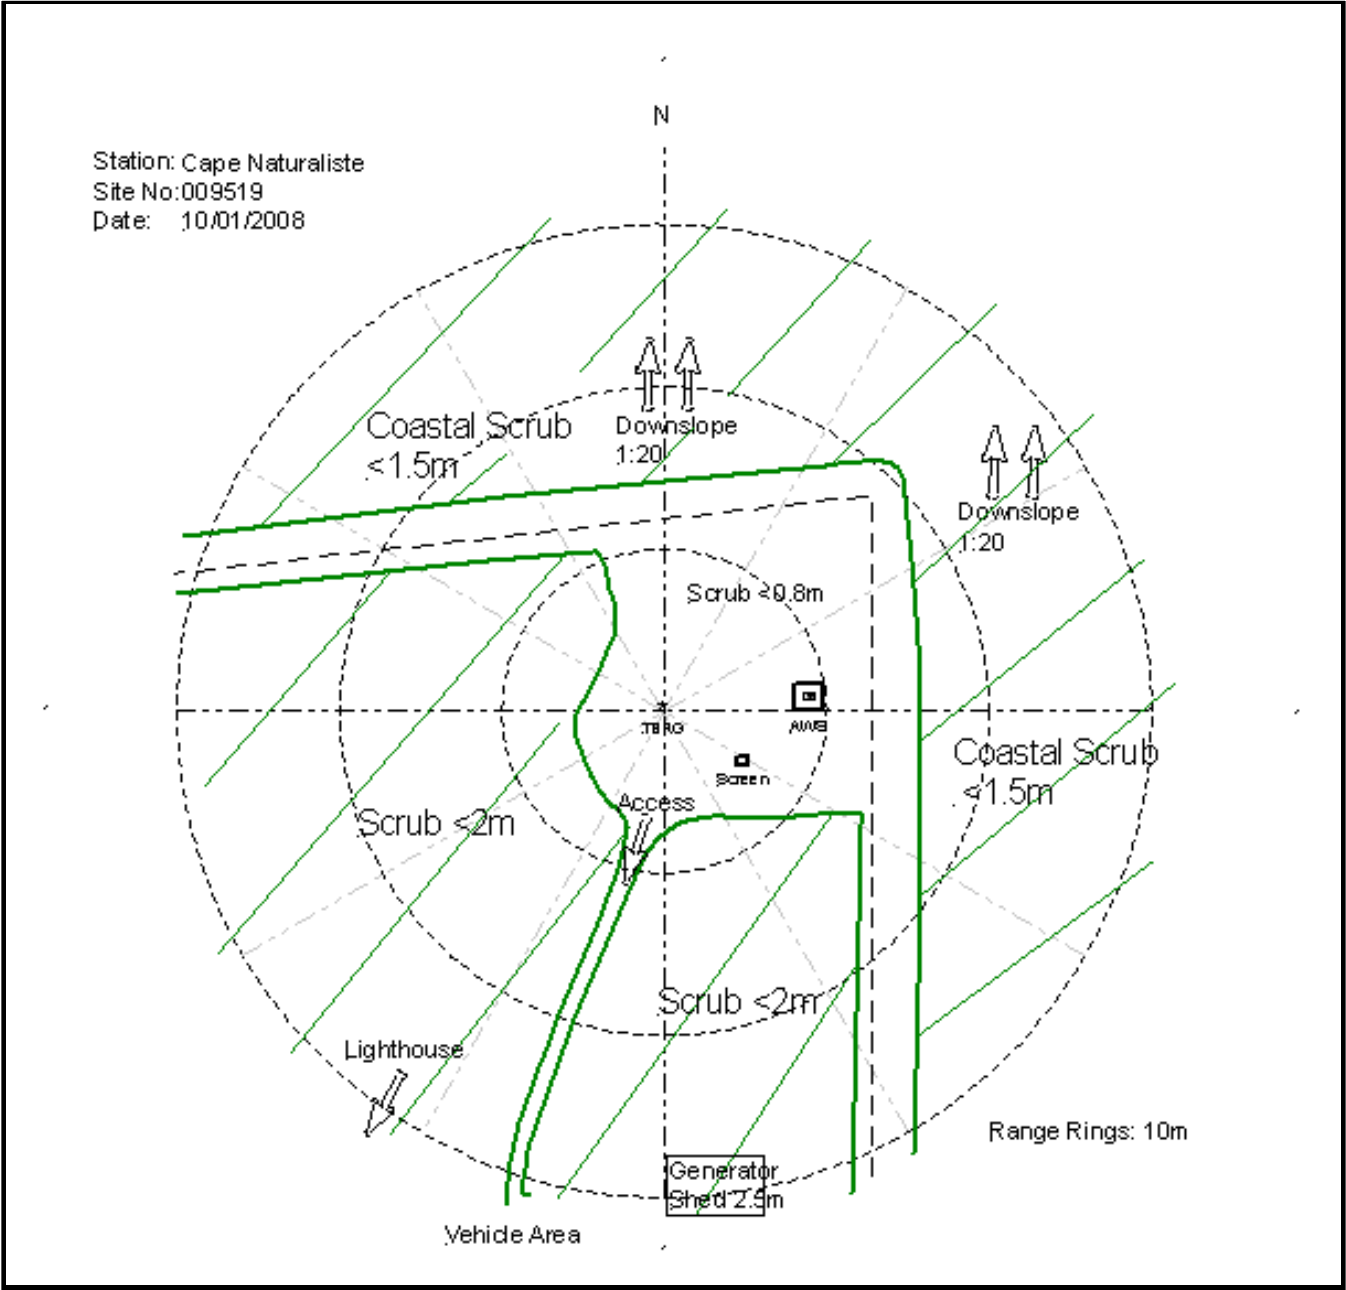 N
Station: Cape Naturaliste
Site No:009519
Date: 10/01/2008
Coastal Scrub
<1.5m
Downslope
1:20
Downslope
1:20
Scrub <0.8m
TBRG
AWS
Screen
Coastal Scrub
<1.5m
Access
Scrub <2m
Scrub <2m
Lighthouse
Range Rings: 10m
Generator
Shed 2.5m
Vehicle Area